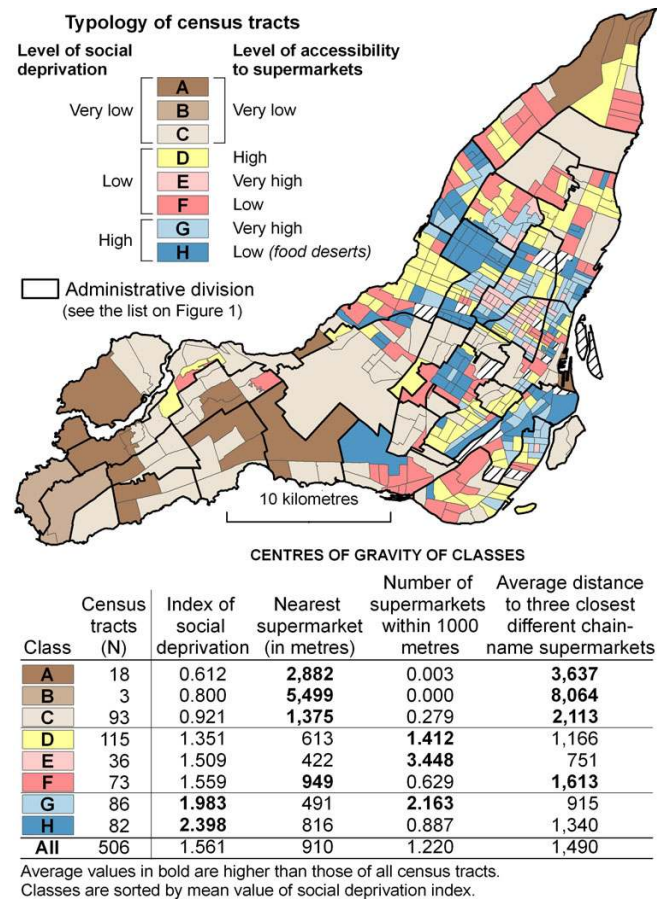 Typology of census tracts
Level of social deprivation
Level of accessibility to supermarkets
Very low
A
B
C
Very low
Low
D High
E Very high
F Low
High
G Very high
H Low (food deserts)
Administrative division
(see the list on Figure 1)
10 kilometres
CENTRES OF GRAVITY OF CLASSES
Class Census tracts (N) Index of social deprivation Nearest supermarket (in metres) Number of supermarkets within 1000 metres Average distance to three closest different chain-name supermarkets
A 18 0.612 2,882 0.003 3,637
B 3 0.800 5,499 0.000 8,064
C 93 0.921 1,375 0.279 2,113
D 115 1.351 613 1.412 1,166
E 36 1.509 422 3.448 751
F 73 1.559 949 0.629 1,613
G 86 1.983 491 2.163 915
H 82 2.398 816 0.887 1,340
All 506 1.561 910 1.220 1,490
Average values in bold are higher than those of all census tracts.
Classes are sorted by mean value of social deprivation index.